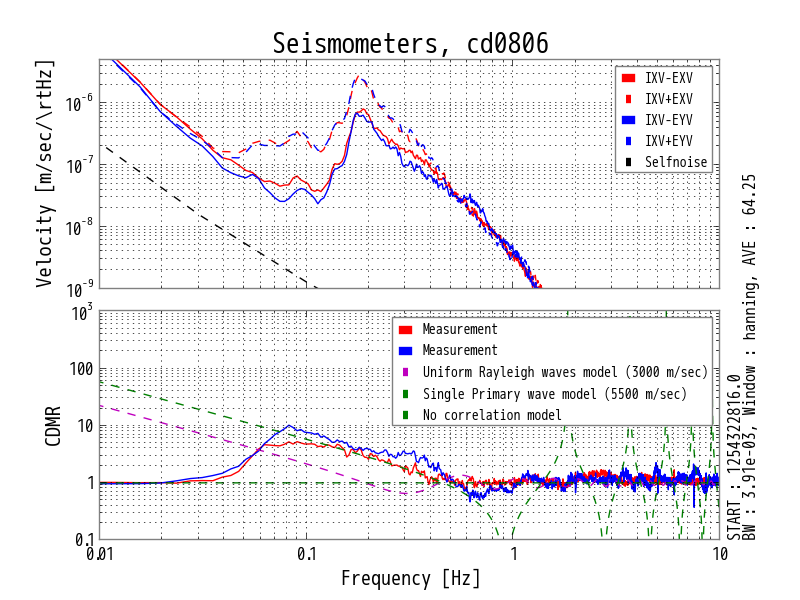 Seismometers, cd0806
Velocity [m/sec/\rtHz]
10^-6
10^-7
10^-8
10^-9
IXV-EXV
IXV+EXV
IXV-EYV
IXV+EYV
Selfnoise
CDMR
10^3
100
10
1
0.1
Measurement
Measurement
Uniform Rayleigh waves model (3000 m/sec)
Single Primary wave model (5500 m/sec)
No correlation model
0.01
0.1
1
10
Frequency [Hz]
START : 1254322816.0
BW : 3.91e-03, Window : hanning, AVE : 64.25